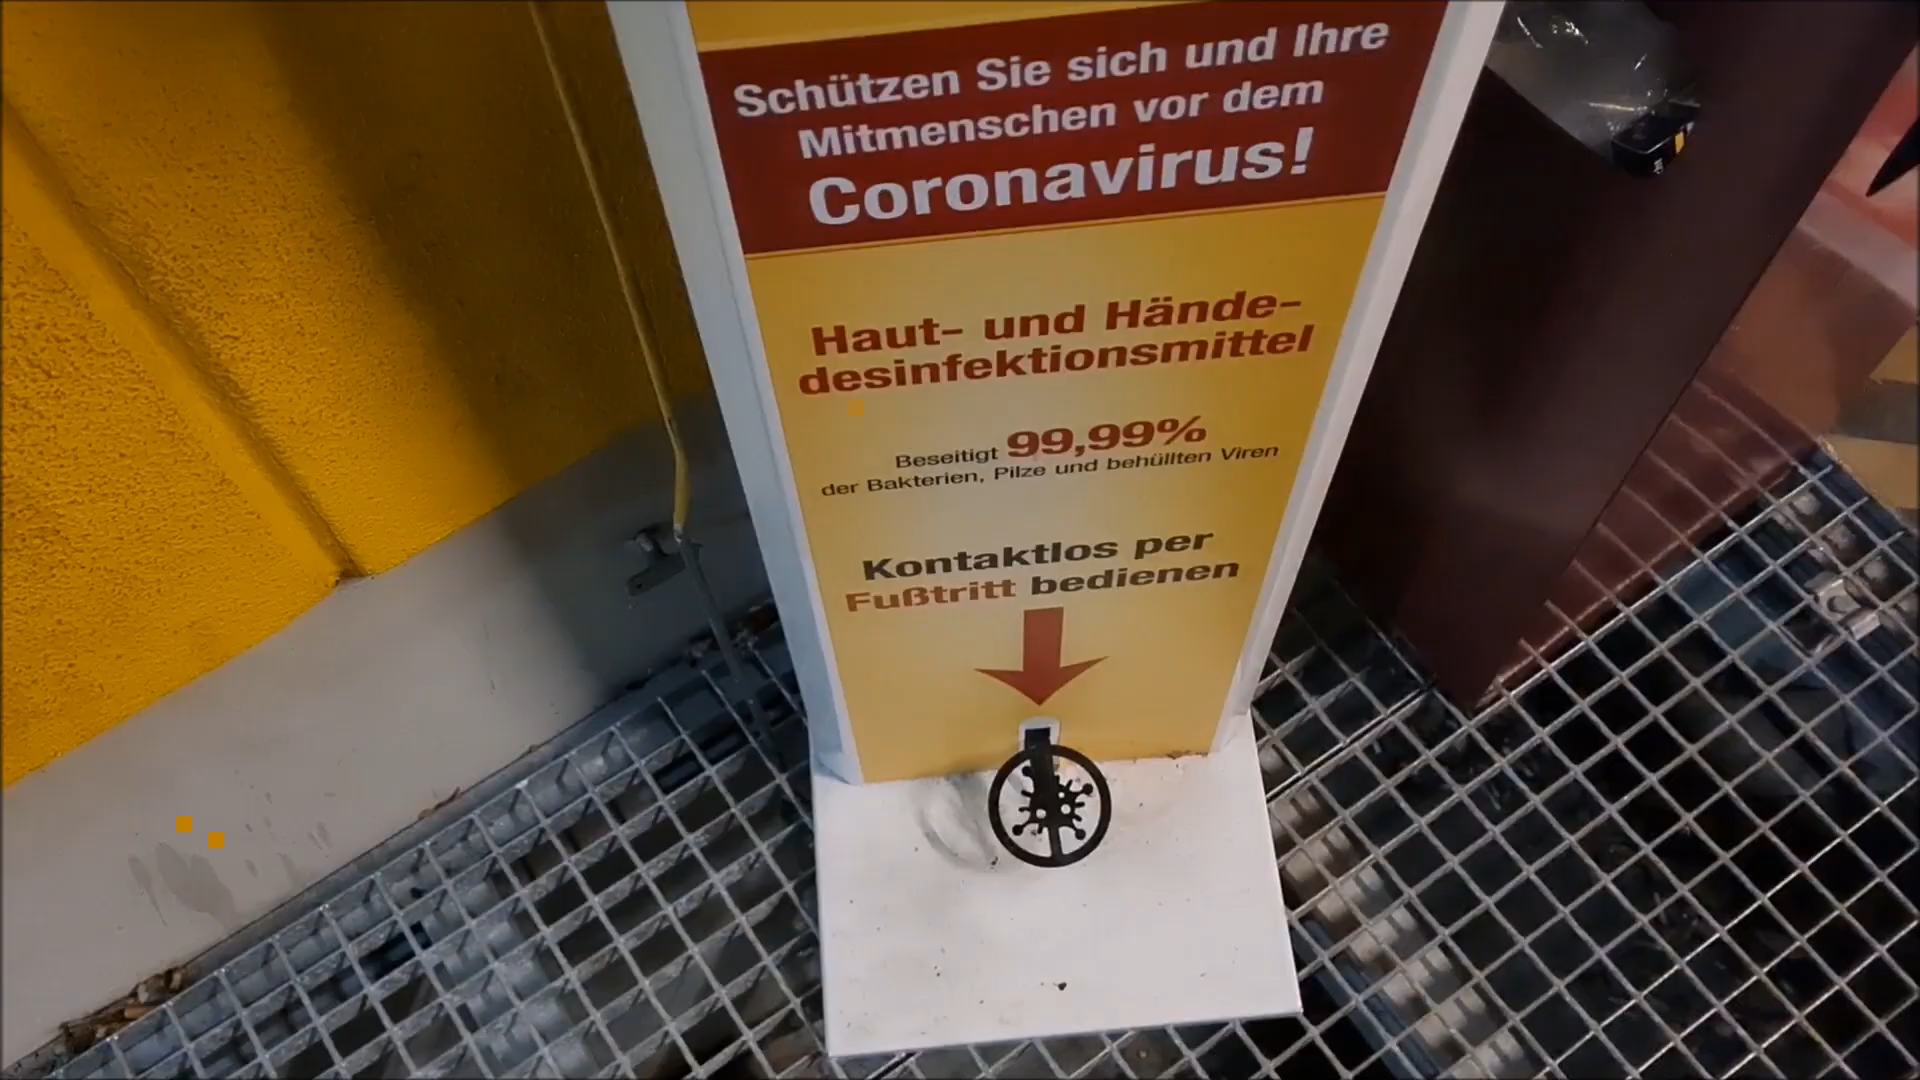 Schützen Sie sich und Ihre
Mitmenschen vor dem
Coronavirus!
Haut- und Hände-
desinfektionsmittel
Beseitigt 99,99%
der Bakterien, Pilze und behüllten Viren
Kontaktlos per
Fußtritt bedienen